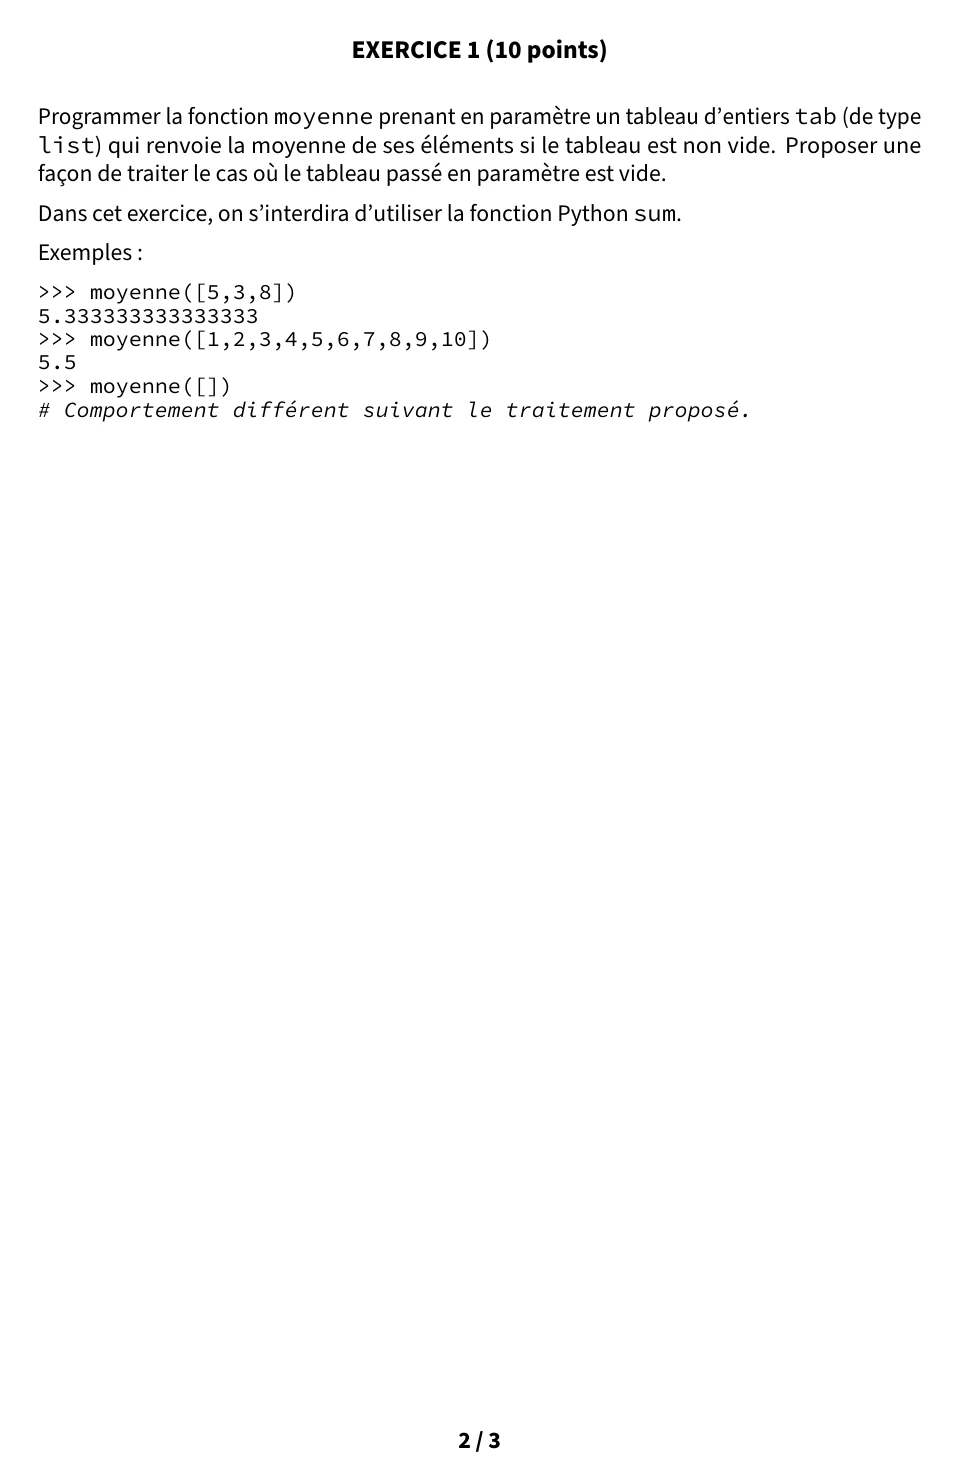 EXERCICE 1 (10 points)
Programmer la fonction moyenne prenant en paramètre un tableau d’entiers tab (de type
list) qui renvoie la moyenne de ses éléments si le tableau est non vide. Proposer une
façon de traiter le cas où le tableau passé en paramètre est vide.
Dans cet exercice, on s’interdira d’utiliser la fonction Python sum.
Exemples :
>>> moyenne([5,3,8])
5.333333333333333
>>> moyenne([1,2,3,4,5,6,7,8,9,10])
5.5
>>> moyenne([])
# Comportement différent suivant le traitement proposé.
2 / 3